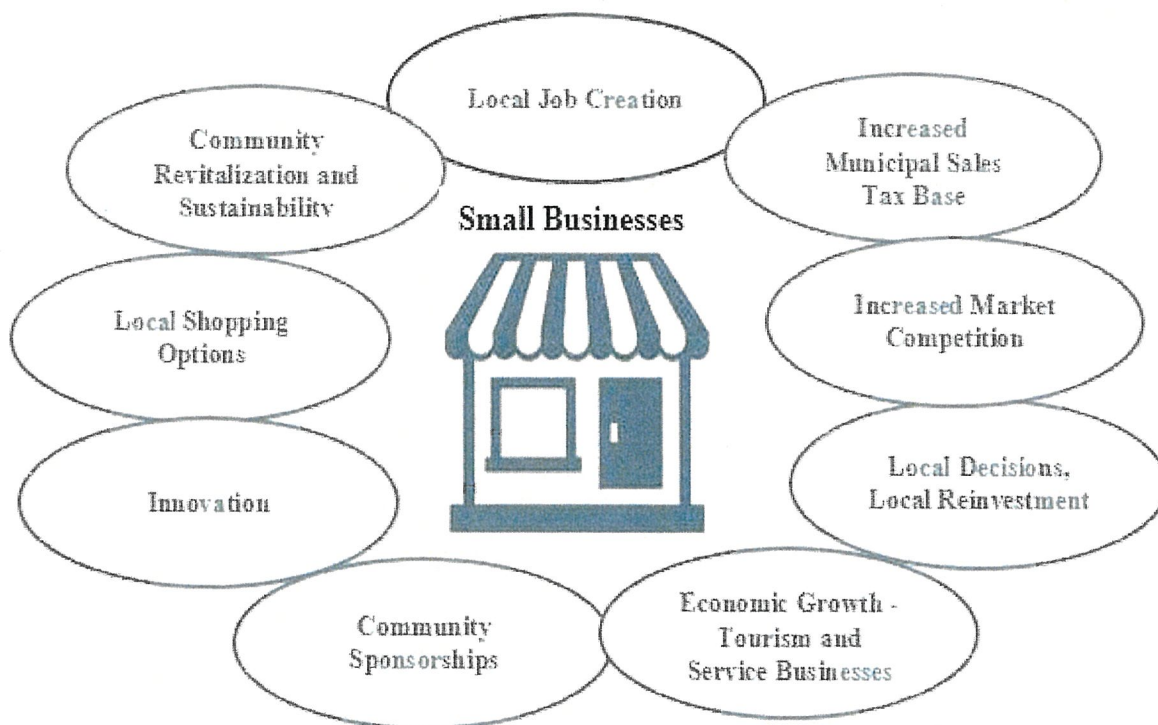 Local Job Creation
Community
Revitalization and
Sustainability
Increased
Municipal Sales
Tax Base
Small Businesses
Local Shopping
Options
Increased Market
Competition
Innovation
Local Decisions,
Local Reinvestment
Community
Sponsorships
Economic Growth -
Tourism and
Service Businesses